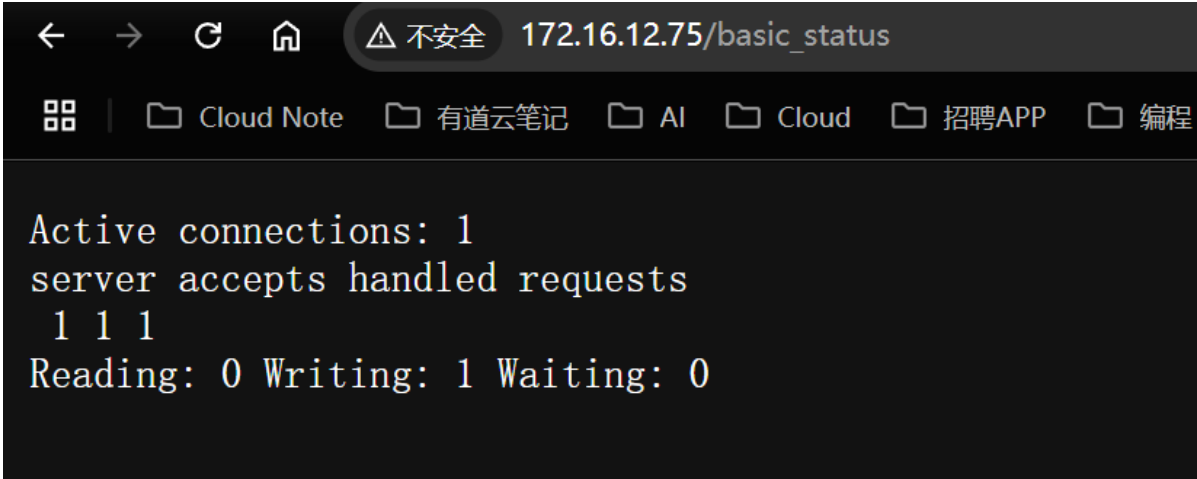 不安全 172.16.12.75/basic_status
Cloud Note 有道云笔记 AI Cloud 招聘APP 编程
Active connections: 1
server accepts handled requests
1 1 1
Reading: 0 Writing: 1 Waiting: 0